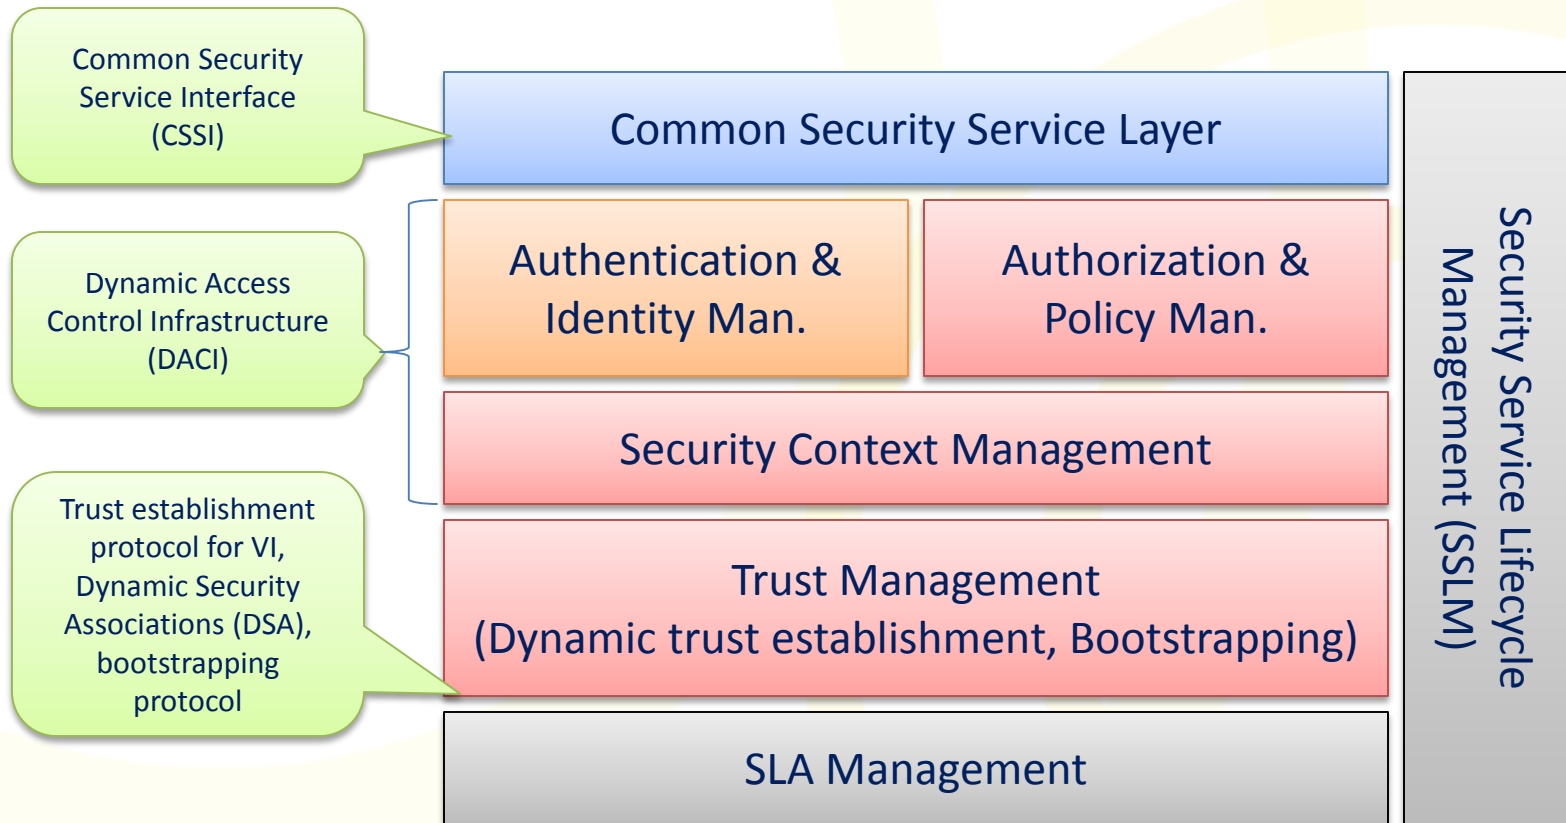 Common Security
Service Interface
(CSSI)
Common Security Service Layer
Dynamic Access
Control Infrastructure
(DACI)
Authentication &
Identity Man.
Authorization &
Policy Man.
Security Context Management
Trust establishment
protocol for VI,
Dynamic Security
Associations (DSA),
bootstrapping
protocol
Trust Management
(Dynamic trust establishment, Bootstrapping)
SLA Management
Security Service Lifecycle
Management (SSLM)